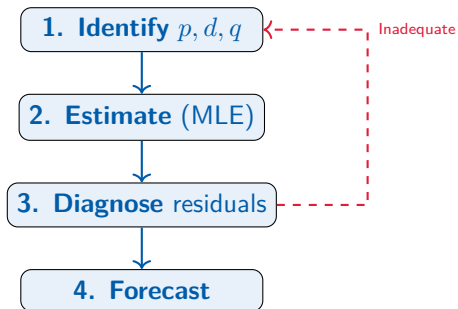 1. Identify p, d, q
Inadequate
2. Estimate (MLE)
3. Diagnose residuals
4. Forecast